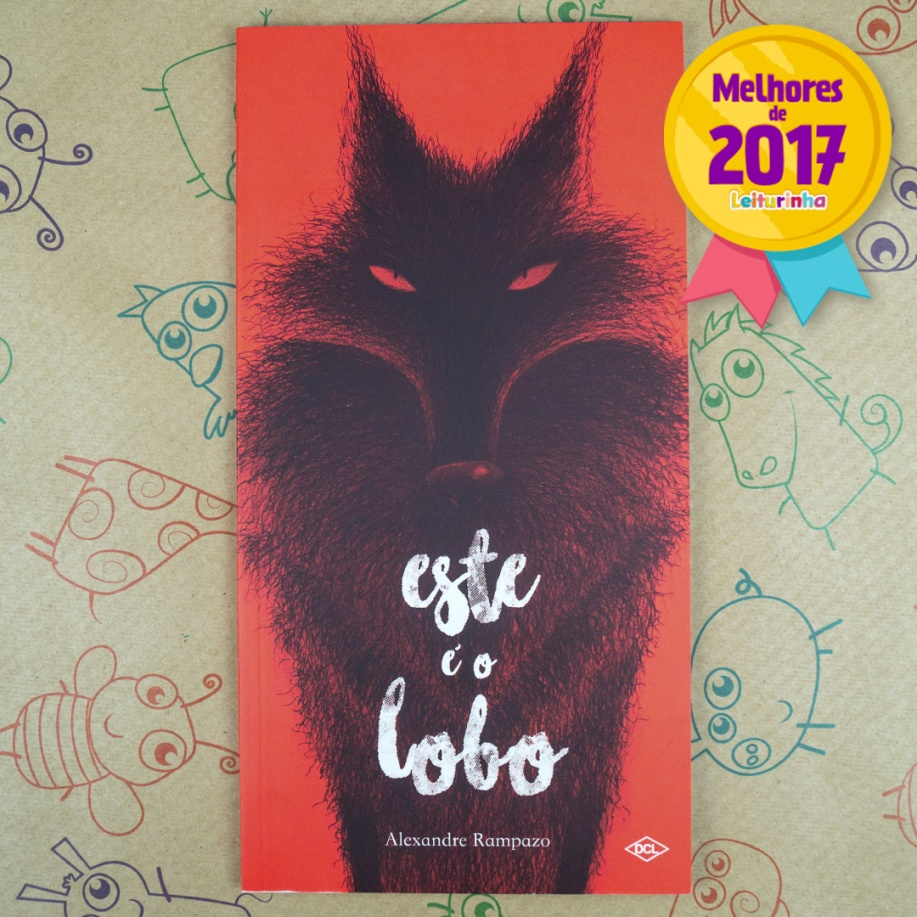 Melhores
de
2017
Leiturinha
este
é o
lobo
Alexandre Rampazo
DCL